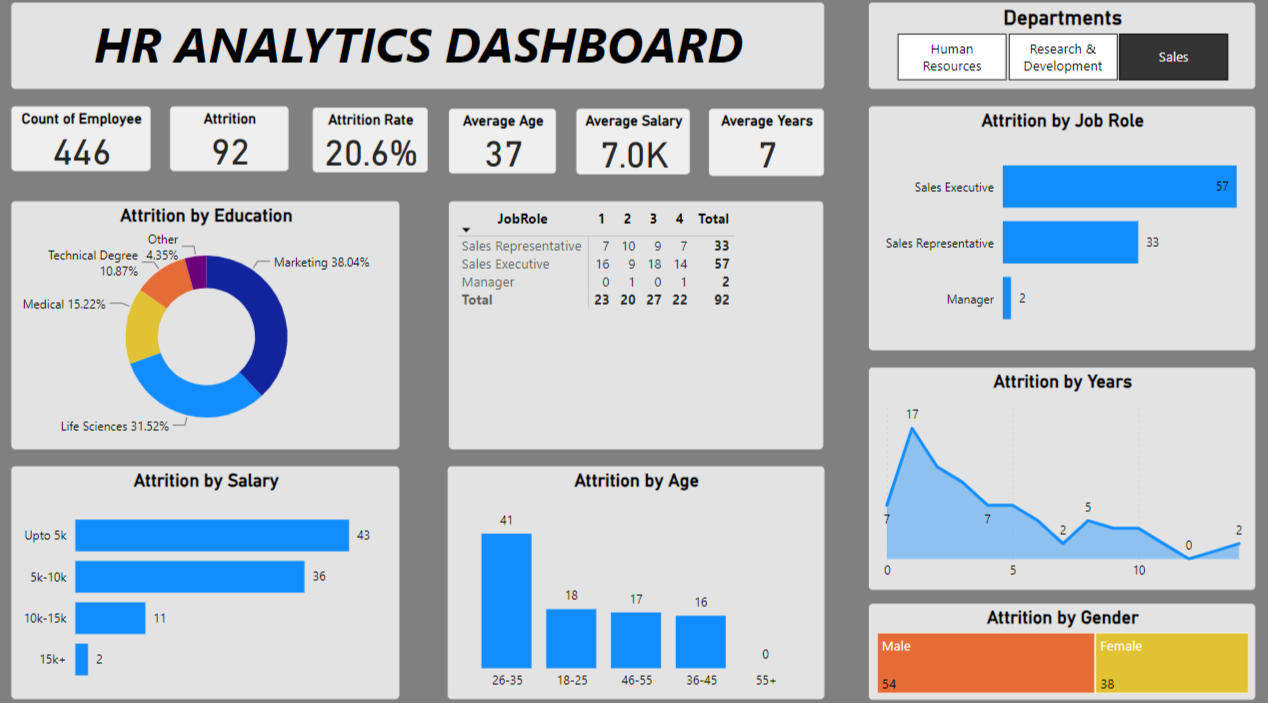 HR ANALYTICS DASHBOARD
Departments
Human
Resources
Research &
Development
Sales
Count of Employee
446
Attrition
92
Attrition Rate
20.6%
Average Age
37
Average Salary
7.0K
Average Years
7
Attrition by Education
Other
4.35%
Technical Degree
10.87%
Marketing 38.04%
Medical 15.22%
Life Sciences 31.52%
JobRole 1 2 3 4 Total
Sales Representative 7 10 9 7 33
Sales Executive 16 9 18 14 57
Manager 0 1 0 1 2
Total 23 20 27 22 92
Attrition by Job Role
Sales Executive 57
Sales Representative 33
Manager 2
Attrition by Salary
Upto 5k 43
5k-10k 36
10k-15k 11
15k+ 2
Attrition by Age
41
18
17
16
0
26-35 18-25 46-55 36-45 55+
Attrition by Years
17
7
7
2
5
0
2
0 5 10
Attrition by Gender
Male Female
54 38